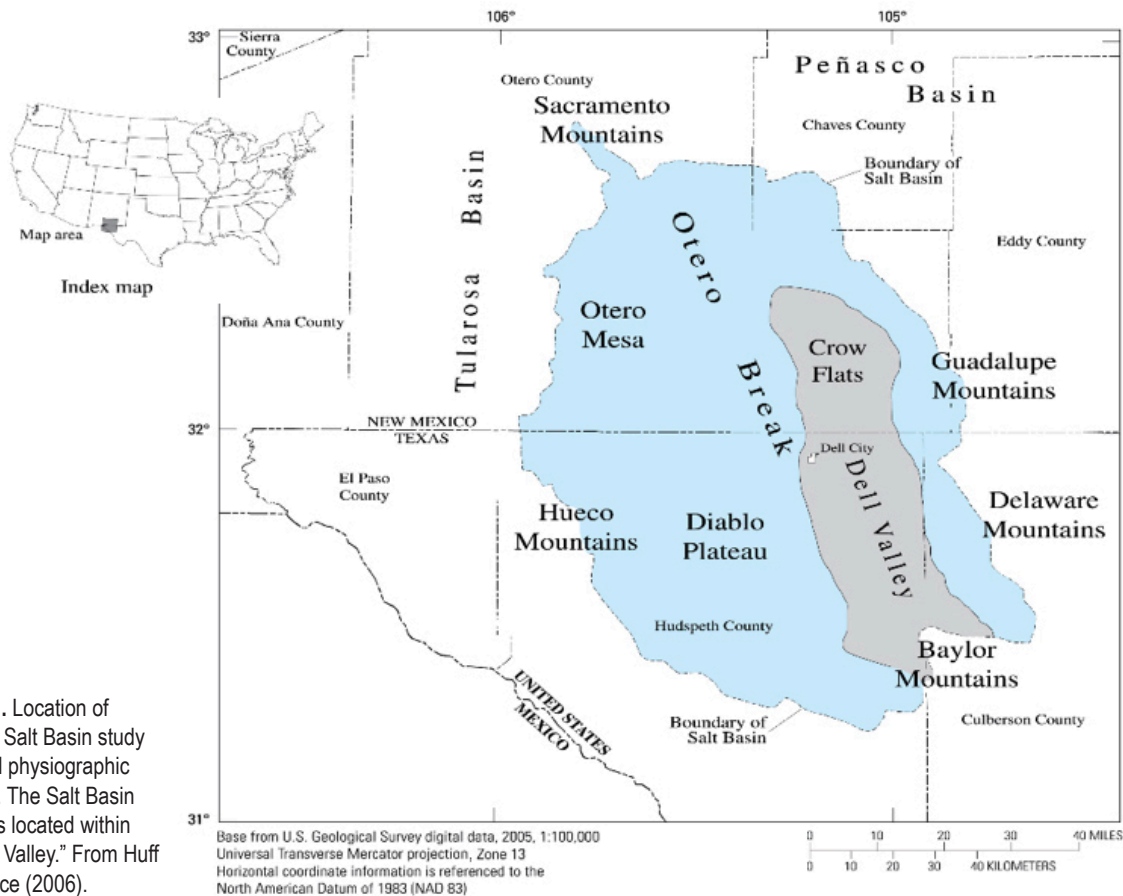 106°
105°
33°
Sierra
County
Otero County
Peñasco
Basin
Sacramento
Mountains
Chaves County
Boundary of
Salt Basin
Map area
Index map
Tularosa Basin
Otero
Break
Eddy County
Doña Ana County
Otero
Mesa
Crow
Flats
Guadalupe
Mountains
32°
NEW MEXICO
TEXAS
Dell City
El Paso
County
Dell Valley
Hueco
Mountains
Diablo
Plateau
Delaware
Mountains
Hudspeth County
Baylor
Mountains
UNITED STATES
MEXICO
Boundary of
Salt Basin
Culberson County
31°
. Location of
Salt Basin study
physiographic
. The Salt Basin
s located within
Valley.” From Huff
ce (2006).
Base from U.S. Geological Survey digital data, 2005, 1:100,000
Universal Transverse Mercator projection, Zone 13
Horizontal coordinate information is referenced to the
North American Datum of 1983 (NAD 83)
0 10 20 30 40 MILES
0 10 20 30 40 KILOMETERS